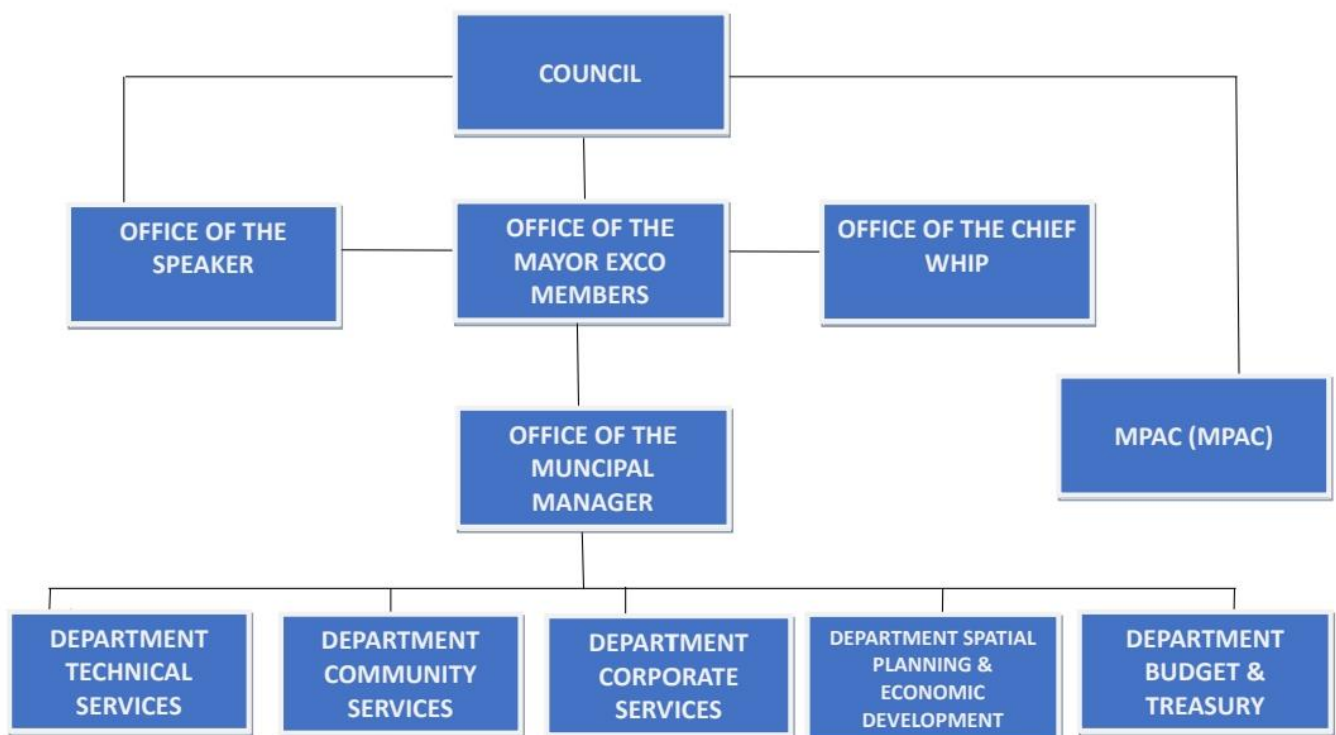 COUNCIL
OFFICE OF THE
SPEAKER
OFFICE OF THE
MAYOR EXCO
MEMBERS
OFFICE OF THE CHIEF
WHIP
OFFICE OF THE
MUNCIPAL
MANAGER
MPAC (MPAC)
DEPARTMENT
TECHNICAL
SERVICES
DEPARTMENT
COMMUNITY
SERVICES
DEPARTMENT
CORPORATE
SERVICES
DEPARTMENT SPATIAL
PLANNING &
ECONOMIC
DEVELOPMENT
DEPARTMENT
BUDGET &
TREASURY